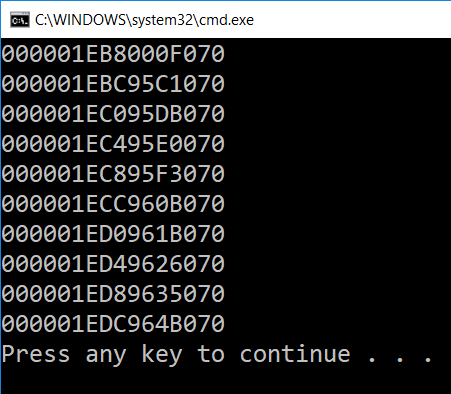 C:\WINDOWS\system32\cmd.exe
000001EB8000F070
000001EBC95C1070
000001EC095DB070
000001EC495E0070
000001EC895F3070
000001ECC960B070
000001ED0961B070
000001ED49626070
000001ED89635070
000001EDC964B070
Press any key to continue . . .